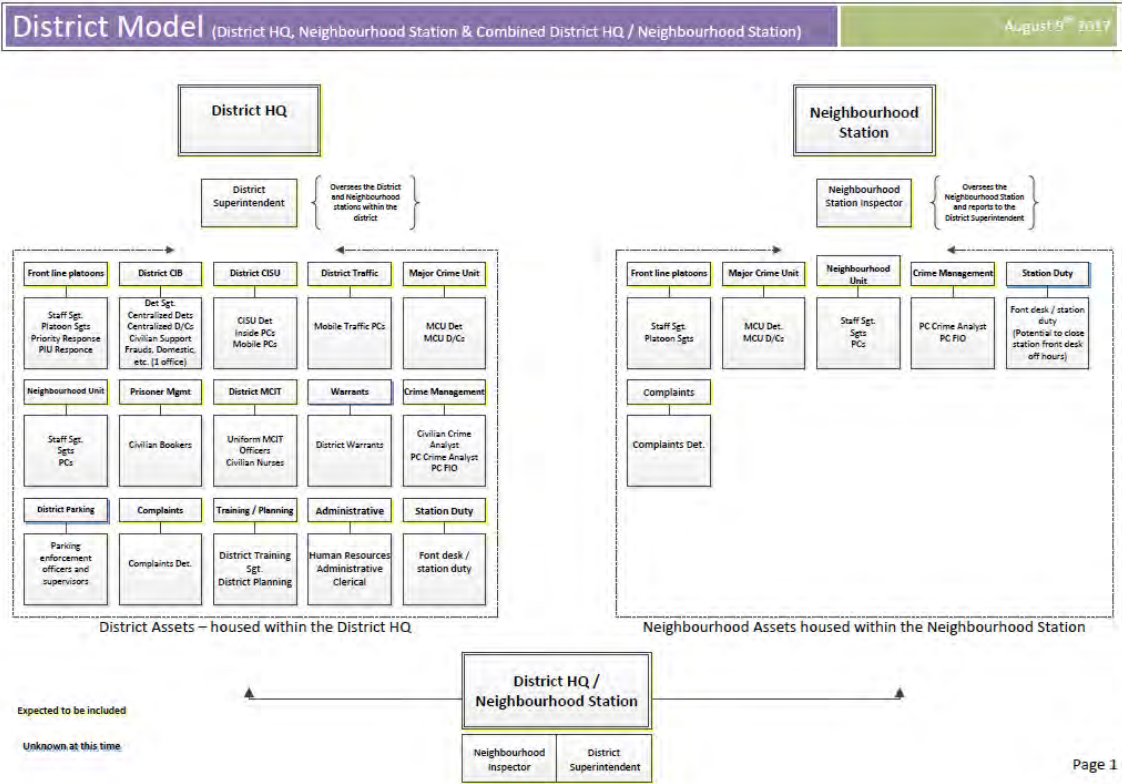 District Model (District HQ, Neighbourhood Station & Combined District HQ / Neighbourhood Station)
August 9th 2017
District HQ
District
Superintendent
Oversees the District
and Neighbourhood
stations within the
district
Front line platoons
Staff Sgt.
Platoon Sgts
Priority Response
PIU Responce
District CIB
Det Sgt.
Centralized Dets
Centralized D/Cs
Civilian Support
Frauds, Domestic,
etc. (1 office)
District CISU
CISU Det
Inside PCs
Mobile PCs
District Traffic
Mobile Traffic PCs
Major Crime Unit
MCU Det
MCU D/Cs
Neighbourhood Unit
Staff Sgt.
Sgts
PCs
Prisoner Mgmt
Civilian Bookers
District MCIT
Uniform MCIT
Officers
Civilian Nurses
Warrants
District Warrants
Crime Management
Civilian Crime
Analyst
PC Crime Analyst
PC FIO
District Parking
Parking
enforcement
officers and
supervisors
Complaints
Complaints Det.
Training / Planning
District Training
Sgt.
District Planning
Administrative
Human Resources
Administrative
Clerical
Station Duty
Font desk /
station duty
District Assets – housed within the District HQ
Neighbourhood
Station
Neighbourhood
Station Inspector
Oversees the
Neighbourhood Station
and reports to the
District Superintendent
Front line platoons
Staff Sgt.
Platoon Sgts
Major Crime Unit
MCU Det.
MCU D/Cs
Neighbourhood
Unit
Staff Sgt.
Sgts
PCs
Crime Management
PC Crime Analyst
PC FIO
Station Duty
Font desk / station
duty
(Potential to close
station front desk
off hours)
Complaints
Complaints Det.
Neighbourhood Assets housed within the Neighbourhood Station
District HQ /
Neighbourhood Station
Neighbourhood
Inspector
District
Superintendent
Expected to be included
Unknown at this time
Page 1